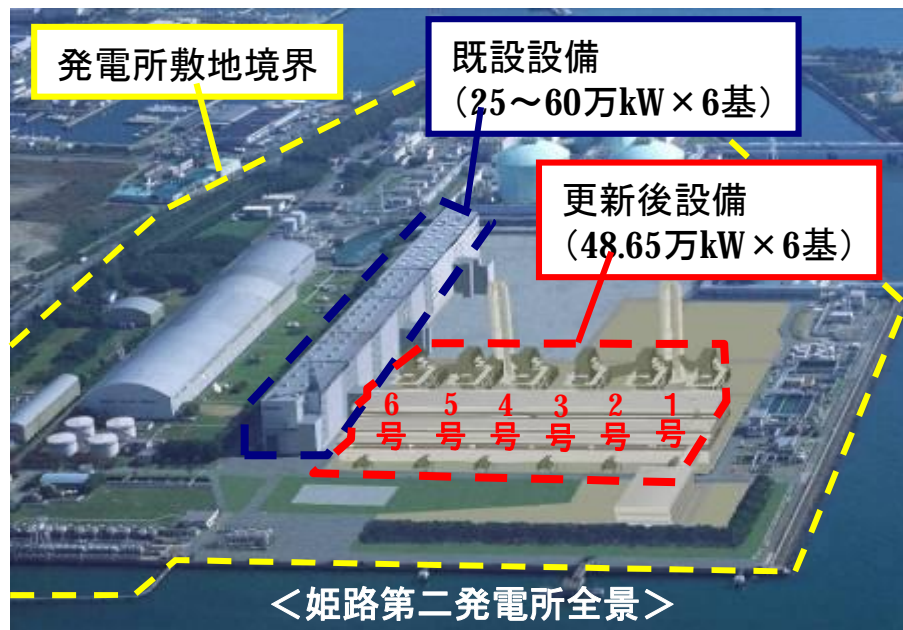 発電所敷地境界
既設設備
（25～60万kW×6基）
更新後設備
（48.65万kW×6基）
6号
5号
4号
3号
2号
1号
＜姫路第二発電所全景＞